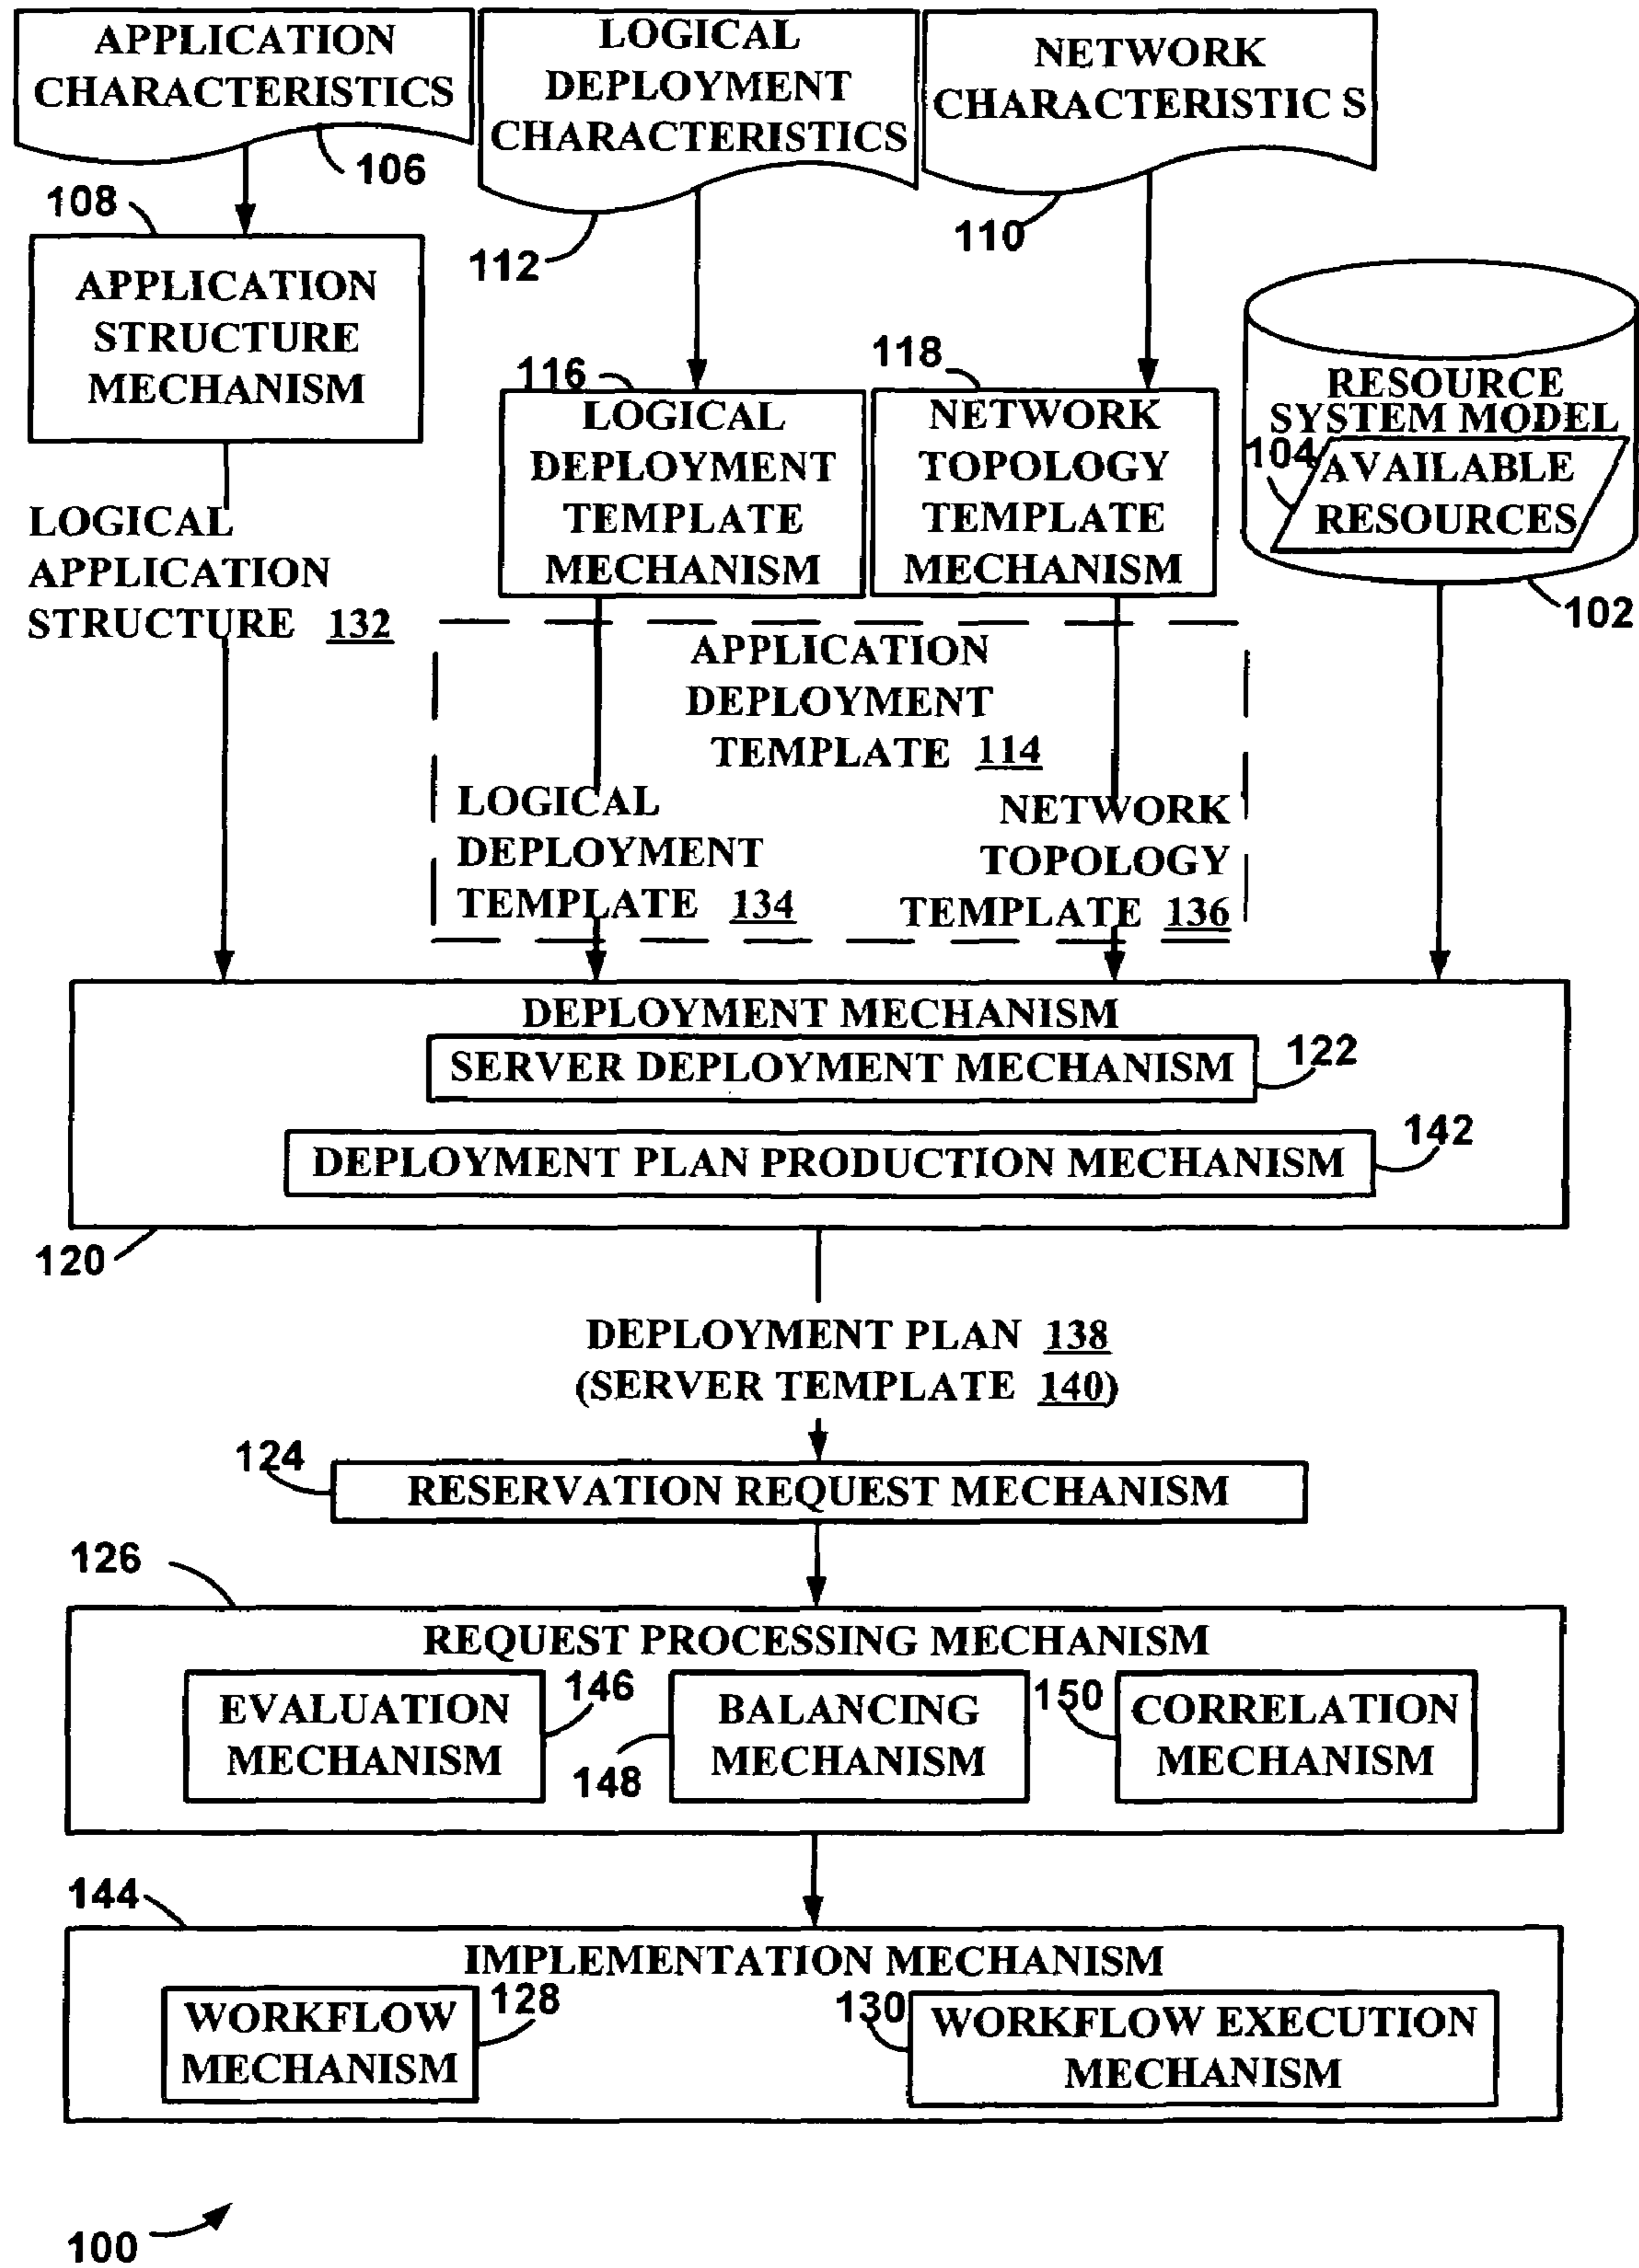 APPLICATION
CHARACTERISTICS
106
LOGICAL
DEPLOYMENT
CHARACTERISTICS
112
NETWORK
CHARACTERISTIC S
110
108
APPLICATION
STRUCTURE
MECHANISM
116
LOGICAL
DEPLOYMENT
TEMPLATE
MECHANISM
118
NETWORK
TOPOLOGY
TEMPLATE
MECHANISM
RESOURCE
SYSTEM MODEL
104
AVAILABLE
RESOURCES
102
LOGICAL
APPLICATION
STRUCTURE 132
APPLICATION
DEPLOYMENT
TEMPLATE 114
LOGICAL
DEPLOYMENT
TEMPLATE 134
NETWORK
TOPOLOGY
TEMPLATE 136
DEPLOYMENT MECHANISM
SERVER DEPLOYMENT MECHANISM
122
DEPLOYMENT PLAN PRODUCTION MECHANISM
142
120
DEPLOYMENT PLAN 138
(SERVER TEMPLATE 140)
124
RESERVATION REQUEST MECHANISM
126
REQUEST PROCESSING MECHANISM
EVALUATION
MECHANISM
146
BALANCING
MECHANISM
148
150
CORRELATION
MECHANISM
144
IMPLEMENTATION MECHANISM
WORKFLOW
MECHANISM
128
130
WORKFLOW EXECUTION
MECHANISM
100